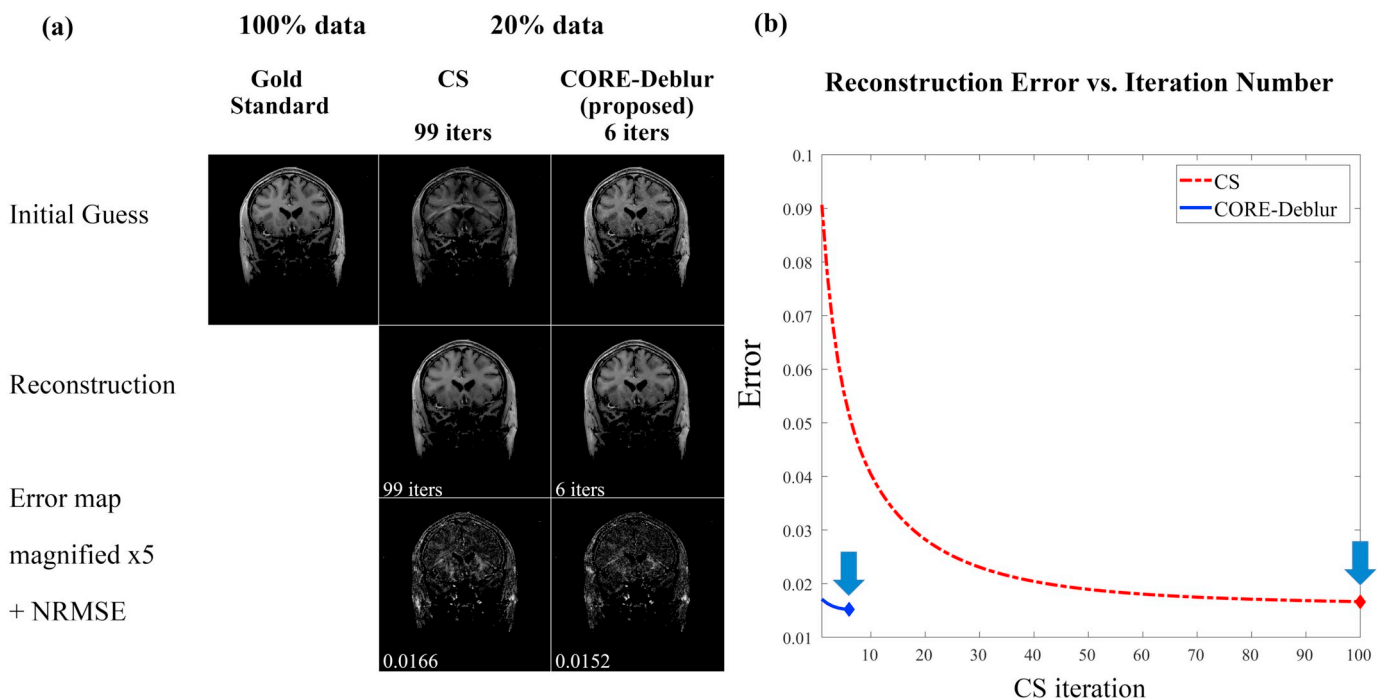 (a)
100% data
20% data
Gold
Standard
CS
99 iters
CORE-Deblur
(proposed)
6 iters
Initial Guess
Reconstruction
99 iters
6 iters
Error map
magnified x5
+ NRMSE
0.0166
0.0152
(b)
Reconstruction Error vs. Iteration Number
CS
CORE-Deblur
Error
0.1
0.09
0.08
0.07
0.06
0.05
0.04
0.03
0.02
0.01
10 20 30 40 50 60 70 80 90 100
CS iteration